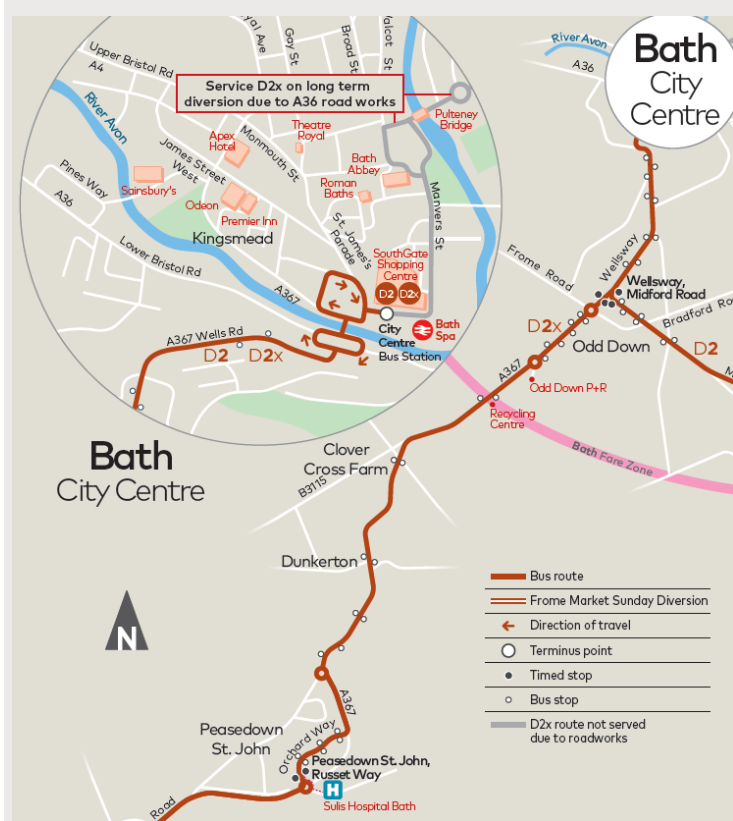 Royal Ave
Gay St
Broad St
Walcot St
Upper Bristol Rd
A4
Service D2x on long term
diversion due to A36 road works
River Avon
A36
Bath
City
Centre
River Avon
Pulteney
Bridge
Theatre
Royal
Apex
Hotel
Monmouth St
James Street
West
Bath
Abbey
Roman
Baths
Pines Way
A36
Sainsbury's
Odeon
Premier Inn
Kingsmead
St. James's
Parade
Manvers St
Lower Bristol Rd
A367
SouthGate
Shopping
Centre
D2
D2x
City
Centre
Bus Station
Bath
Spa
A367 Wells Rd
D2 D2x
Frome Road
Wellsway
Wellsway,
Midford Road
Bradford
D2x
Odd Down
D2
A367
Odd Down P+R
Recycling
Centre
Bath Fare Zone
Bath
City Centre
Clover
Cross Farm
B3115
Dunkerton
N
Bus route
Frome Market Sunday Diversion
Direction of travel
Terminus point
Timed stop
Bus stop
D2x route not served
due to roadworks
A367
Peasedown
St. John
Orchard Way
Peasedown St. John,
Russet Way
H
Sulis Hospital Bath
Road